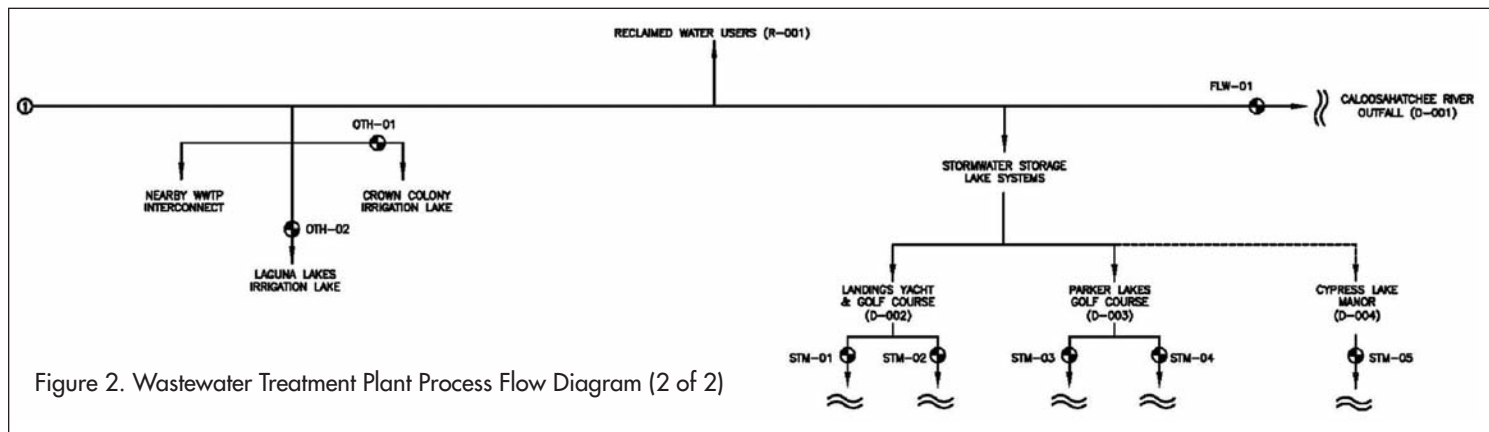 RECLAIMED WATER USERS (R-001)
FLW-01
1
CALOOSAHATCHEE RIVER
OUTFALL (D-001)
OTH-01
STORMWATER STORAGE
LAKE SYSTEMS
NEARBY WWTP
INTERCONNECT
CROWN COLONY
IRRIGATION LAKE
OTH-02
LAGUNA LAKES
IRRIGATION LAKE
LANDINGS YACHT
& GOLF COURSE
(D-002)
PARKER LAKES
GOLF COURSE
(D-003)
CYPRESS LAKE
MANOR
(D-004)
STM-01
STM-02
STM-03
STM-04
STM-05
Figure 2. Wastewater Treatment Plant Process Flow Diagram (2 of 2)